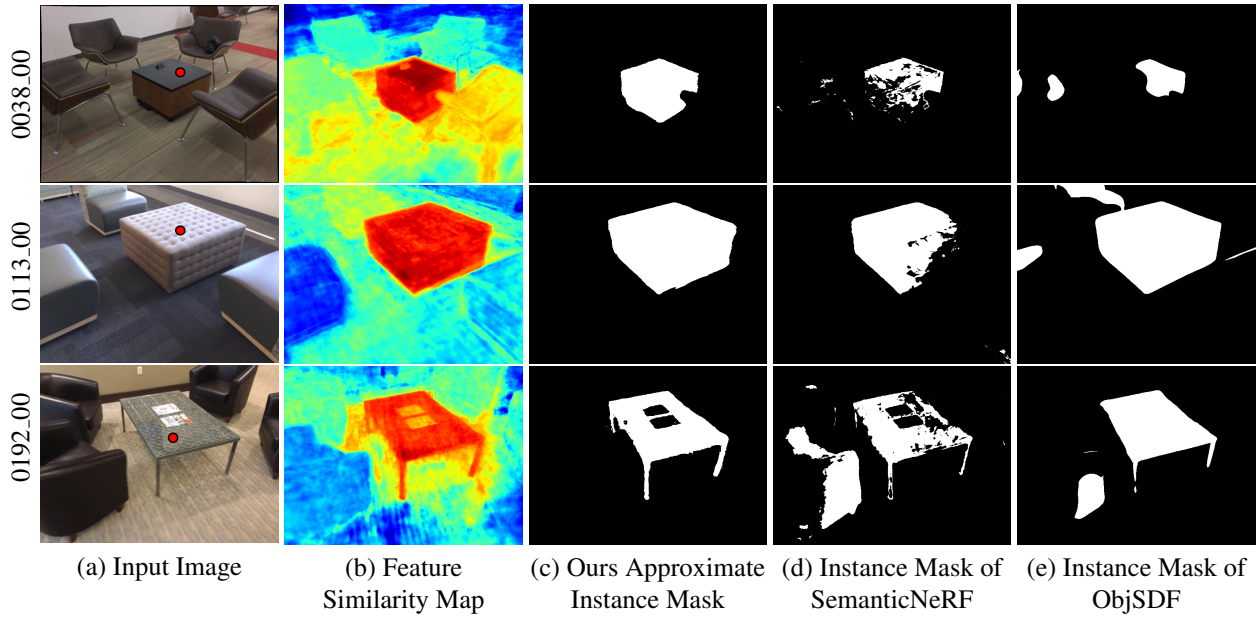 0038_00
0113_00
0192_00
(a) Input Image
(b) Feature
Similarity Map
(c) Ours Approximate
Instance Mask
(d) Instance Mask of
SemanticNeRF
(e) Instance Mask of
ObjSDF